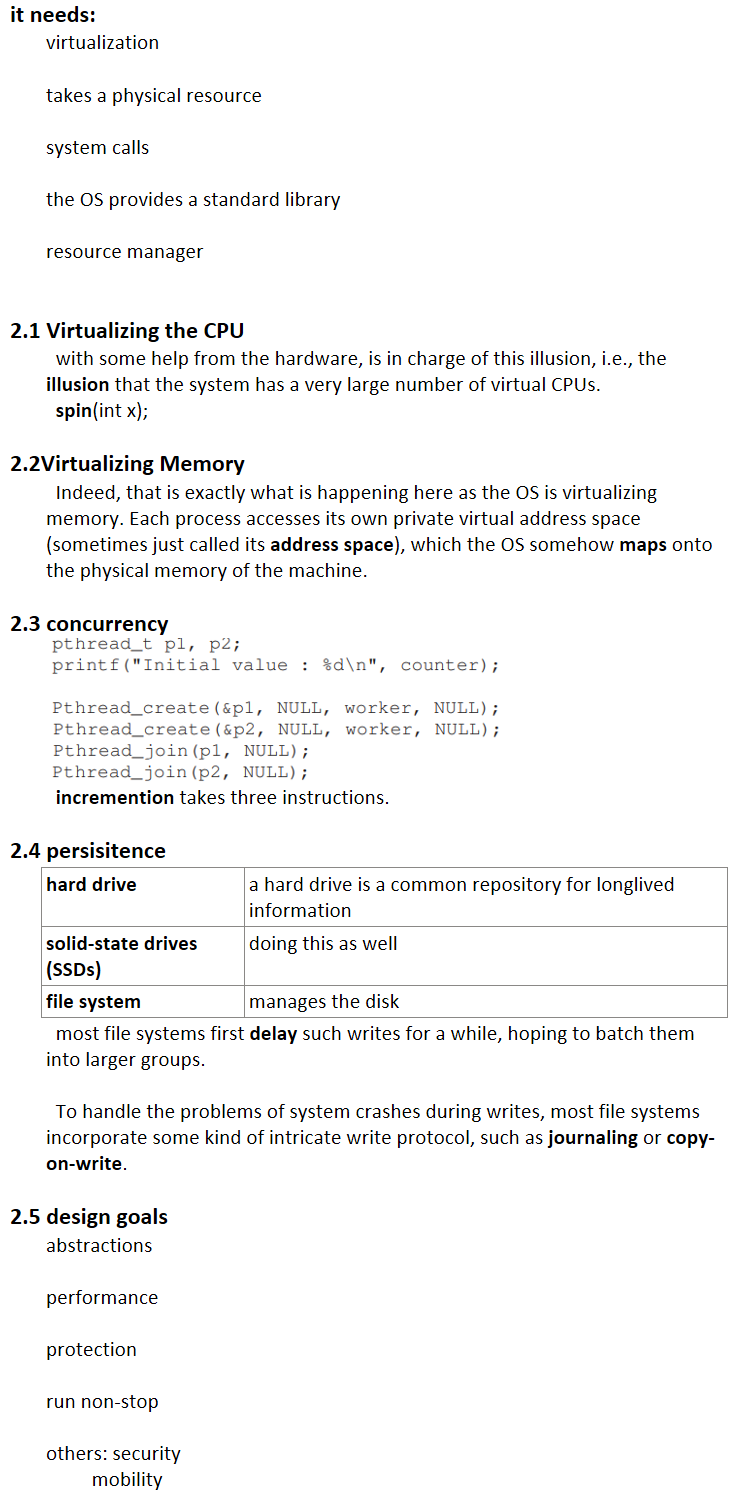 it needs:
virtualization
takes a physical resource
system calls
the OS provides a standard library
resource manager
2.1 Virtualizing the CPU
with some help from the hardware, is in charge of this illusion, i.e., the
illusion that the system has a very large number of virtual CPUs.
spin(int x);
2.2Virtualizing Memory
Indeed, that is exactly what is happening here as the OS is virtualizing
memory. Each process accesses its own private virtual address space
(sometimes just called its address space), which the OS somehow maps onto
the physical memory of the machine.
2.3 concurrency
pthread_t p1, p2;
printf("Initial value : %d\n", counter);
Pthread_create(&p1, NULL, worker, NULL);
Pthread_create(&p2, NULL, worker, NULL);
Pthread_join(p1, NULL);
Pthread_join(p2, NULL);
incremention takes three instructions.
2.4 persisitence
hard drive
a hard drive is a common repository for longlived
information
solid-state drives
(SSDs)
doing this as well
file system
manages the disk
most file systems first delay such writes for a while, hoping to batch them
into larger groups.
To handle the problems of system crashes during writes, most file systems
incorporate some kind of intricate write protocol, such as journaling or copy-
on-write.
2.5 design goals
abstractions
performance
protection
run non-stop
others: security
mobility